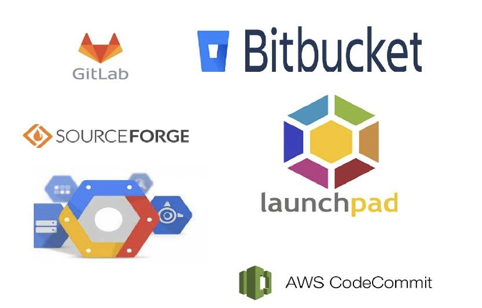 GitLab
Bitbucket
SOURCEFORGE
launchpad
AWS CodeCommit